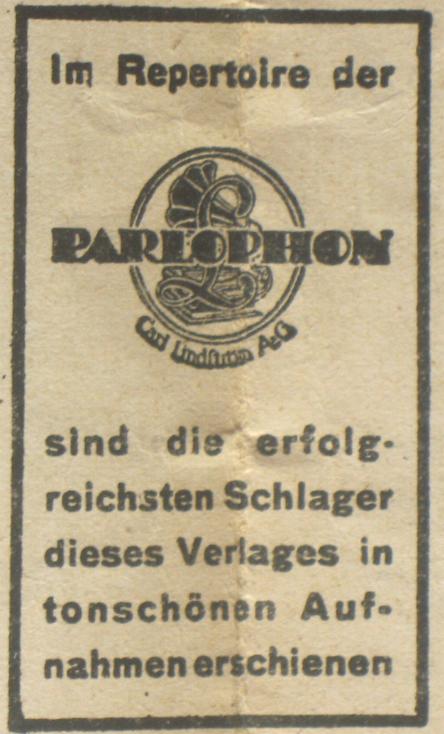 Im Repertoire der
PARLOPHON
Carl Lindström A=G
sind die erfolg-
reichsten Schlager
dieses Verlages in
tonschönen Auf-
nahmen erschienen